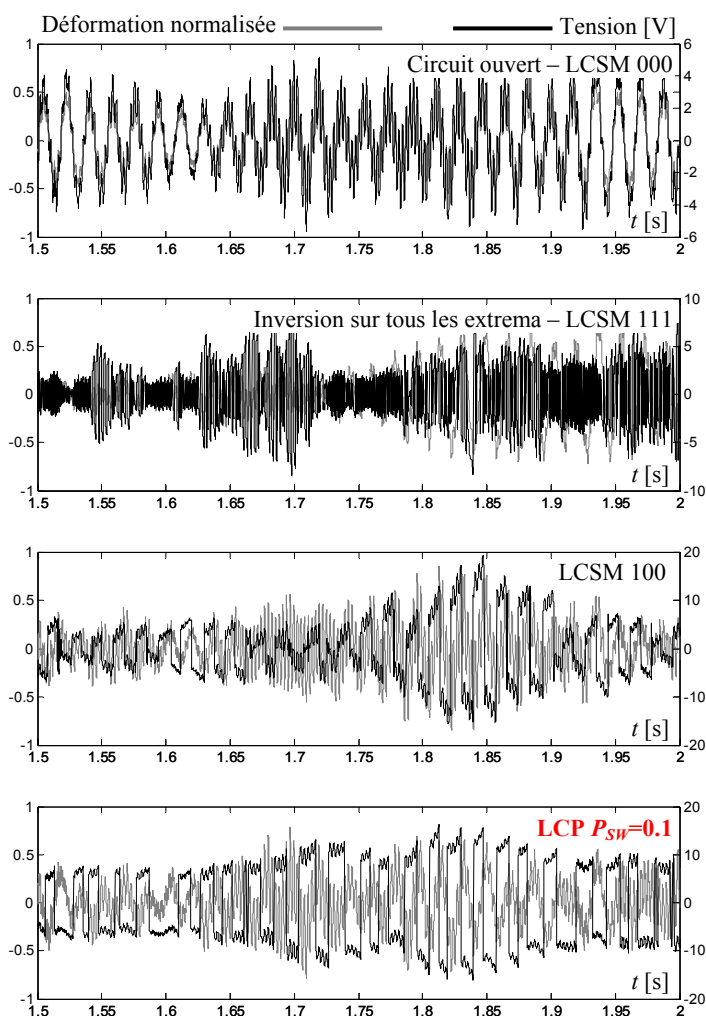 Déformation normalisée Tension [V]
1 6
Circuit ouvert – LCSM 000
0.5 4
2
0 0
-2
-0.5 -4
t [s]
-1 -6
1.5 1.55 1.6 1.65 1.7 1.75 1.8 1.85 1.9 1.95 2
1 10
Inversion sur tous les extrema – LCSM 111
0.5 5
0 0
-0.5 -5
t [s]
-1 -10
1.5 1.55 1.6 1.65 1.7 1.75 1.8 1.85 1.9 1.95 2
1 20
LCSM 100
0.5 10
0 0
-0.5 -10
t [s]
-1 -20
1.5 1.55 1.6 1.65 1.7 1.75 1.8 1.85 1.9 1.95 2
1 20
LCP PSW=0.1
0.5 10
0 0
-0.5 -10
t [s]
-1 -20
1.5 1.55 1.6 1.65 1.7 1.75 1.8 1.85 1.9 1.95 2